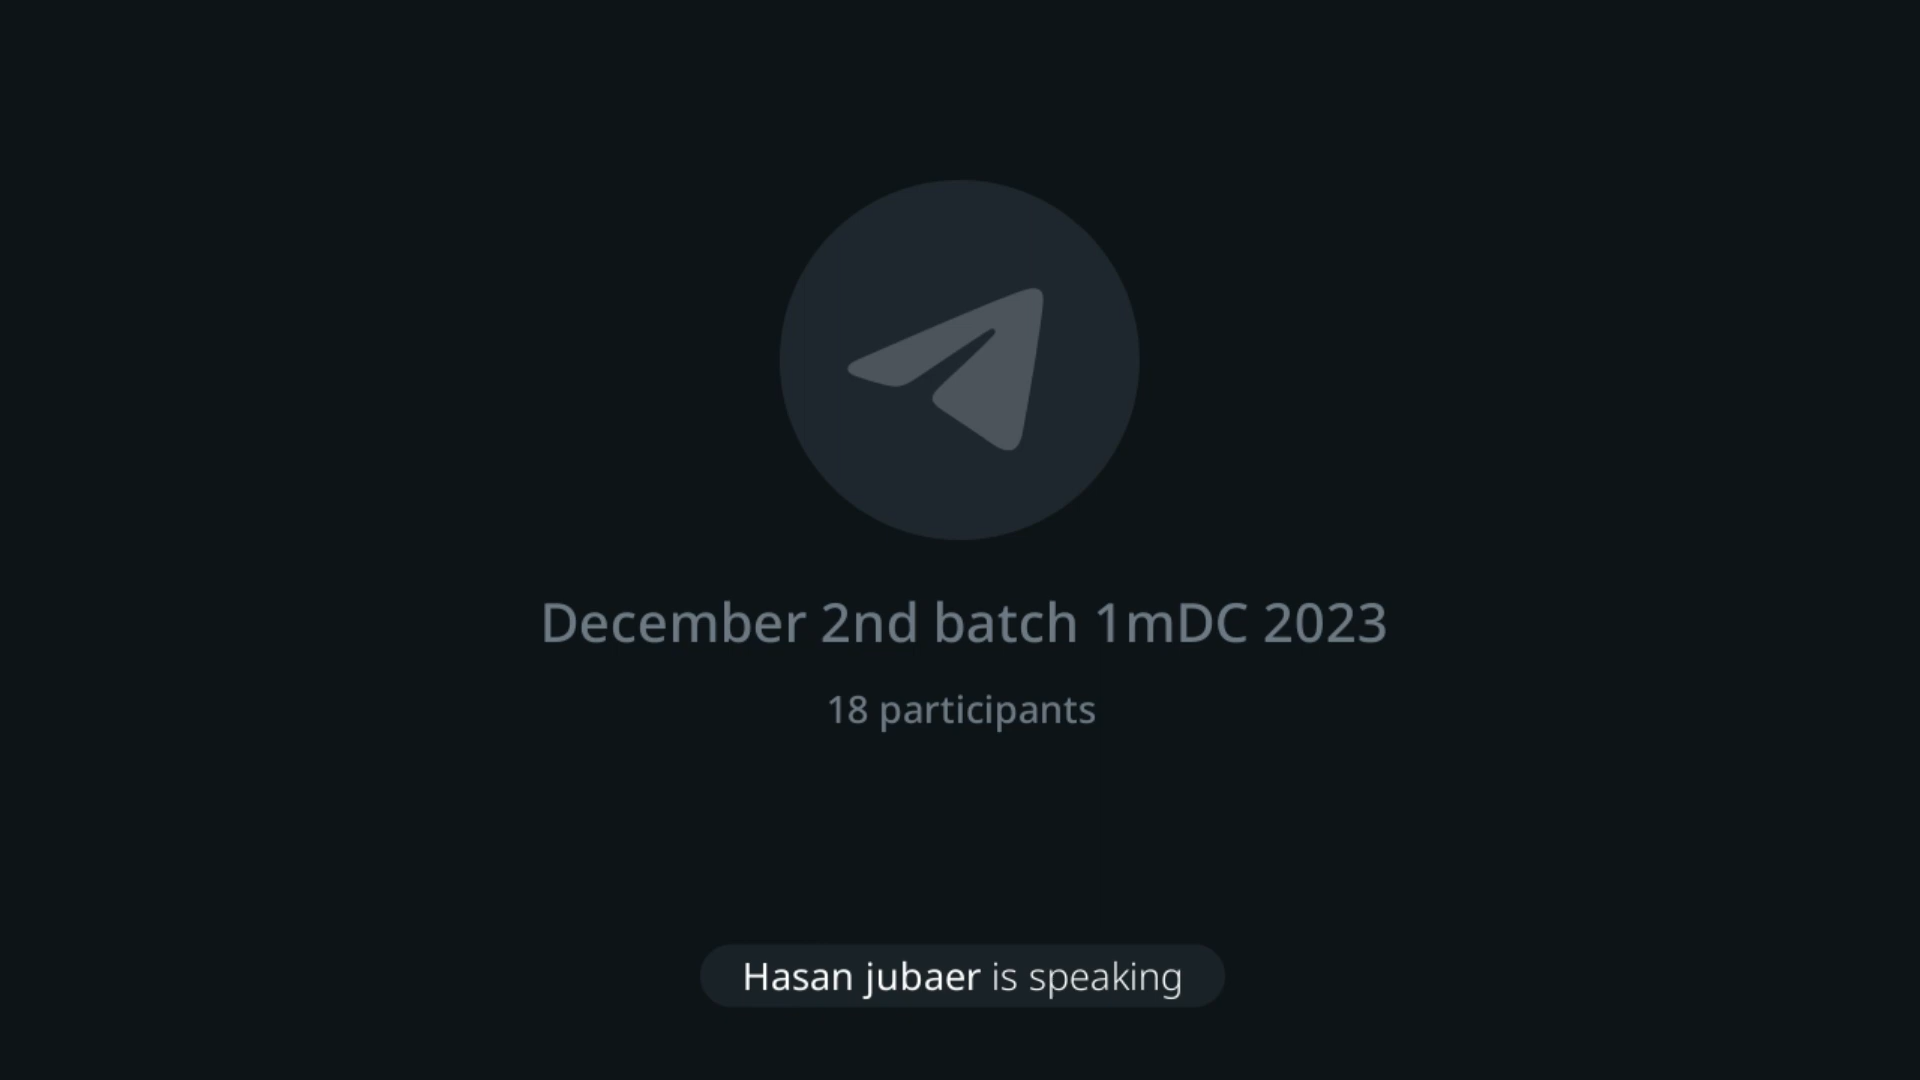 December 2nd batch 1mDC 2023
18 participants
Hasan jubaer is speaking